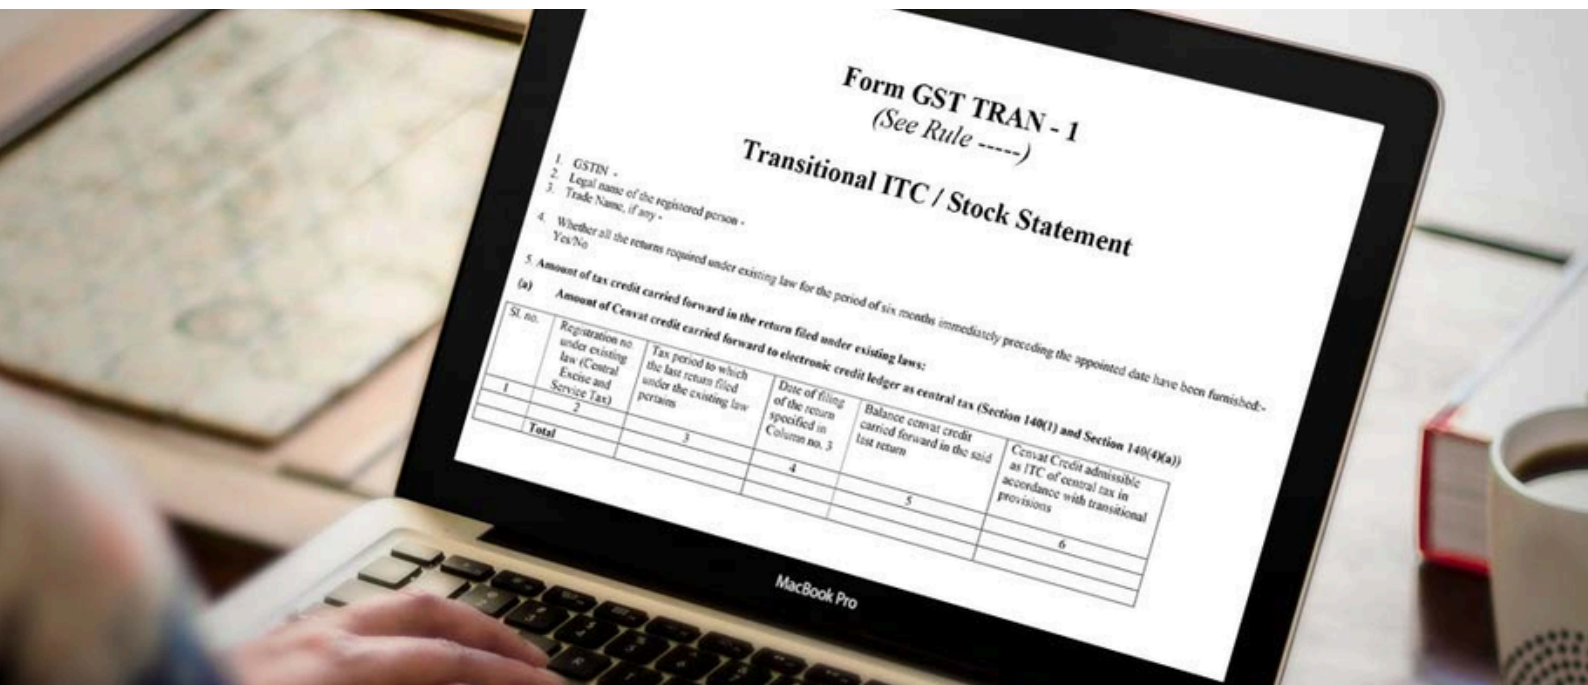 Form GST TRAN - 1
(See Rule -----)
Transitional ITC / Stock Statement
1. GSTIN -
2. Legal name of the registered person -
3. Trade Name, if any -
4. Whether all the returns required under existing law for the period of six months immediately preceding the appointed date have been furnished:-
Yes/No
5. Amount of tax credit carried forward in the return filed under existing laws:
(a) Amount of Cenvat credit carried forward to electronic credit ledger as central tax (Section 140(1) and Section 140(4)(a))
Sl. no.
Registration no.
under existing
law (Central
Excise and
Service Tax)
Tax period to which
the last return filed
under the existing law
pertains
Date of filing
of the return
specified in
Column no. 3
Balance cenvat credit
carried forward in the said
last return
Cenvat Credit admissible
as ITC of central tax in
accordance with transitional
provisions
1 2 3 4 5 6
Total
MacBook Pro